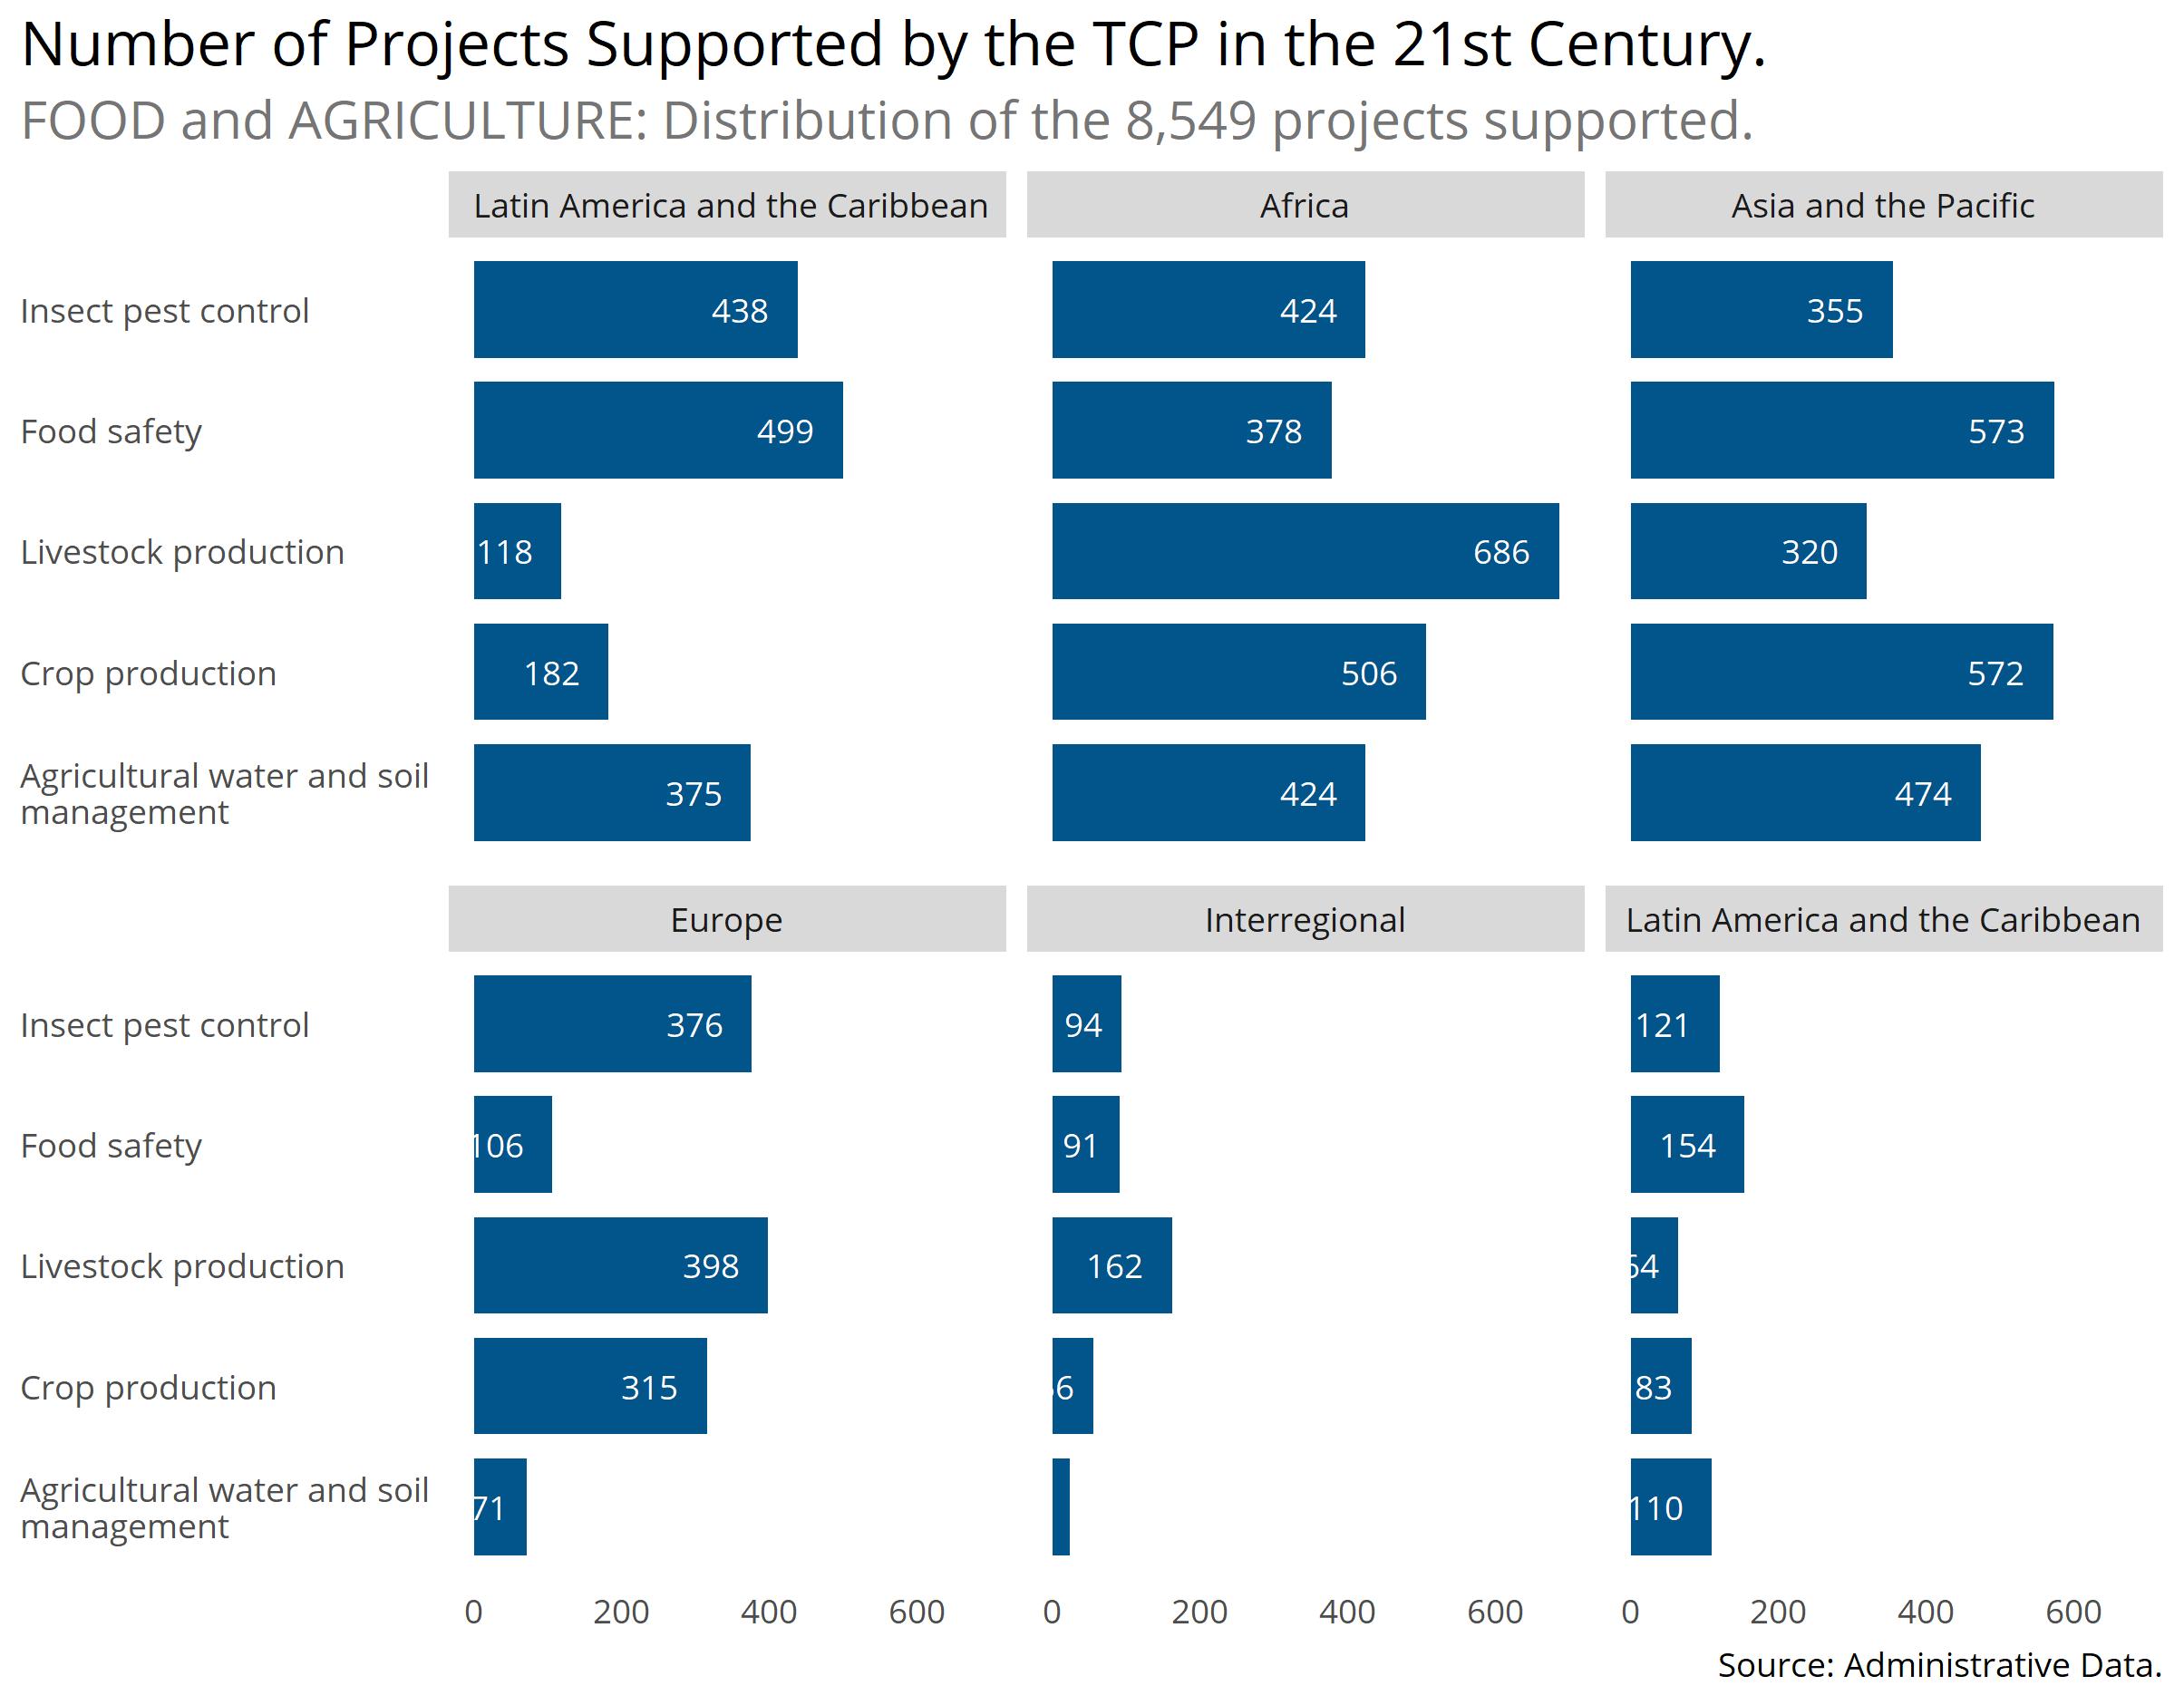 Number of Projects Supported by the TCP in the 21st Century.
FOOD and AGRICULTURE: Distribution of the 8,549 projects supported.
Latin America and the Caribbean
Africa
Asia and the Pacific
Insect pest control
438
424
355
Food safety
499
378
573
Livestock production
118
686
320
Crop production
182
506
572
Agricultural water and soil
management
375
424
474
Europe
Interregional
Latin America and the Caribbean
Insect pest control
376
94
121
Food safety
106
91
154
Livestock production
398
162
64
Crop production
315
83
Agricultural water and soil
management
71
110
0 200 400 600
0 200 400 600
0 200 400 600
Source: Administrative Data.